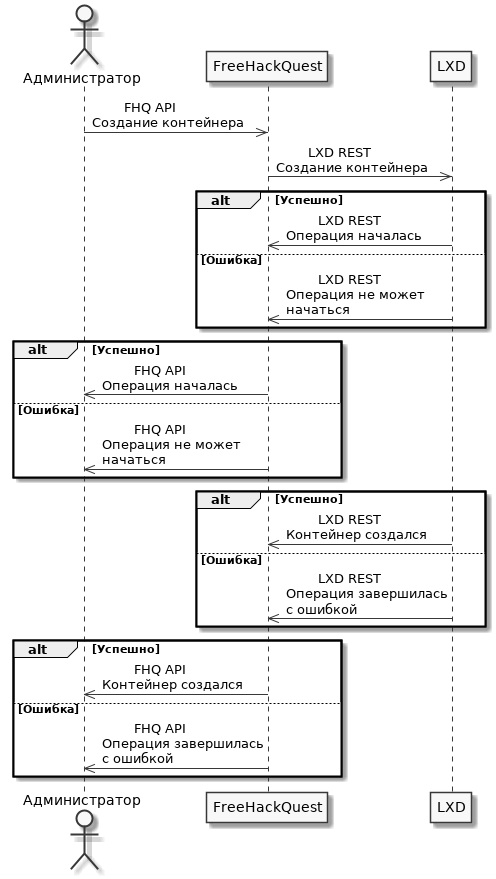 Администратор
FreeHackQuest
LXD
FHQ API
Создание контейнера
LXD REST
Создание контейнера
alt
[Успешно]
LXD REST
Операция началась
[Ошибка]
LXD REST
Операция не может
начаться
alt
[Успешно]
FHQ API
Операция началась
[Ошибка]
FHQ API
Операция не может
начаться
alt
[Успешно]
LXD REST
Контейнер создался
[Ошибка]
LXD REST
Операция завершилась
с ошибкой
alt
[Успешно]
FHQ API
Контейнер создался
[Ошибка]
FHQ API
Операция завершилась
с ошибкой
Администратор
FreeHackQuest
LXD